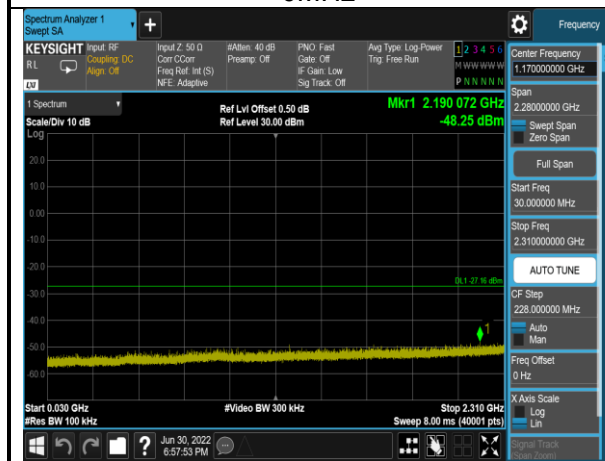 Spectrum Analyzer 1
Swept SA
+
Frequency
KEYSIGHT
RL
LXI
Input: RF
Coupling: DC
Align: Off
Input Z: 50 Ω
Corr CCorr
Freq Ref: Int (S)
NFE: Adaptive
#Atten: 40 dB
Preamp: Off
PNO: Fast
Gate: Off
IF Gain: Low
Sig Track: Off
Avg Type: Log-Power
Trig: Free Run
1 2 3 4 5 6
M W W W W W
P N N N N N
1 Spectrum
Scale/Div 10 dB
Log
Ref Lvl Offset 0.50 dB
Ref Level 30.00 dBm
Mkr1 2.190 072 GHz
-48.25 dBm
20.0
10.0
0.00
-10.0
-20.0
-30.0
-40.0
-50.0
-60.0
DL1 -27.16 dBm
1
Start 0.030 GHz
#Res BW 100 kHz
#Video BW 300 kHz
Stop 2.310 GHz
Sweep 8.00 ms (40001 pts)
Center Frequency
1.170000000 GHz
Span
2.28000000 GHz
Swept Span
Zero Span
Full Span
Start Freq
30.000000 MHz
Stop Freq
2.310000000 GHz
AUTO TUNE
CF Step
228.000000 MHz
Auto
Man
Freq Offset
0 Hz
X Axis Scale
Log
Lin
Signal Track
(Span Zoom)
?
Jun 30, 2022
6:57:53 PM